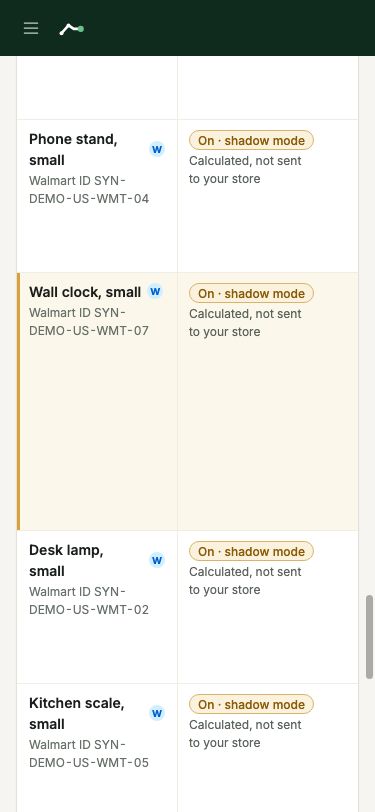 Phone stand,
small
W
Walmart ID SYN-
DEMO-US-WMT-04
On · shadow mode
Calculated, not sent
to your store
Wall clock, small W
Walmart ID SYN-
DEMO-US-WMT-07
On · shadow mode
Calculated, not sent
to your store
Desk lamp,
small
W
Walmart ID SYN-
DEMO-US-WMT-02
On · shadow mode
Calculated, not sent
to your store
Kitchen scale,
small
W
Walmart ID SYN-
DEMO-US-WMT-05
On · shadow mode
Calculated, not sent
to your store